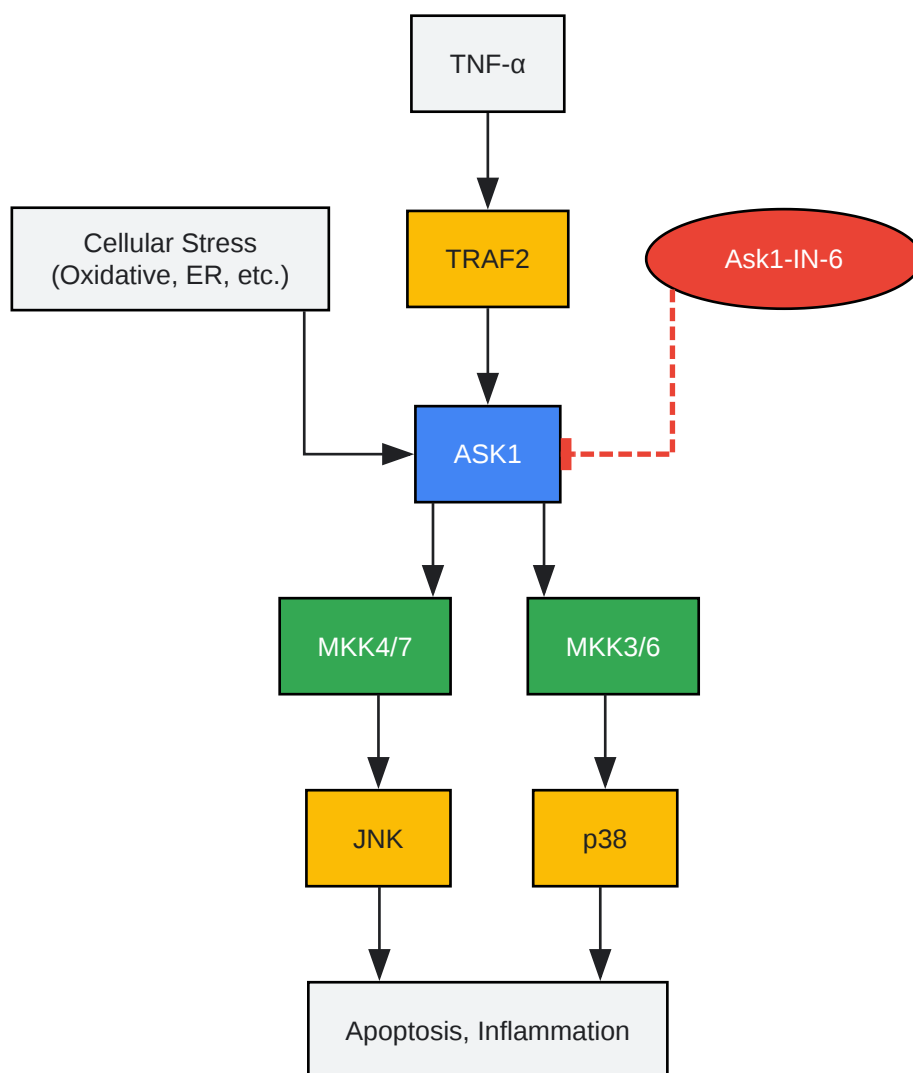 TNF-α
Cellular Stress
(Oxidative, ER, etc.)
TRAF2
Ask1-IN-6
ASK1
MKK4/7
MKK3/6
JNK
p38
Apoptosis, Inflammation